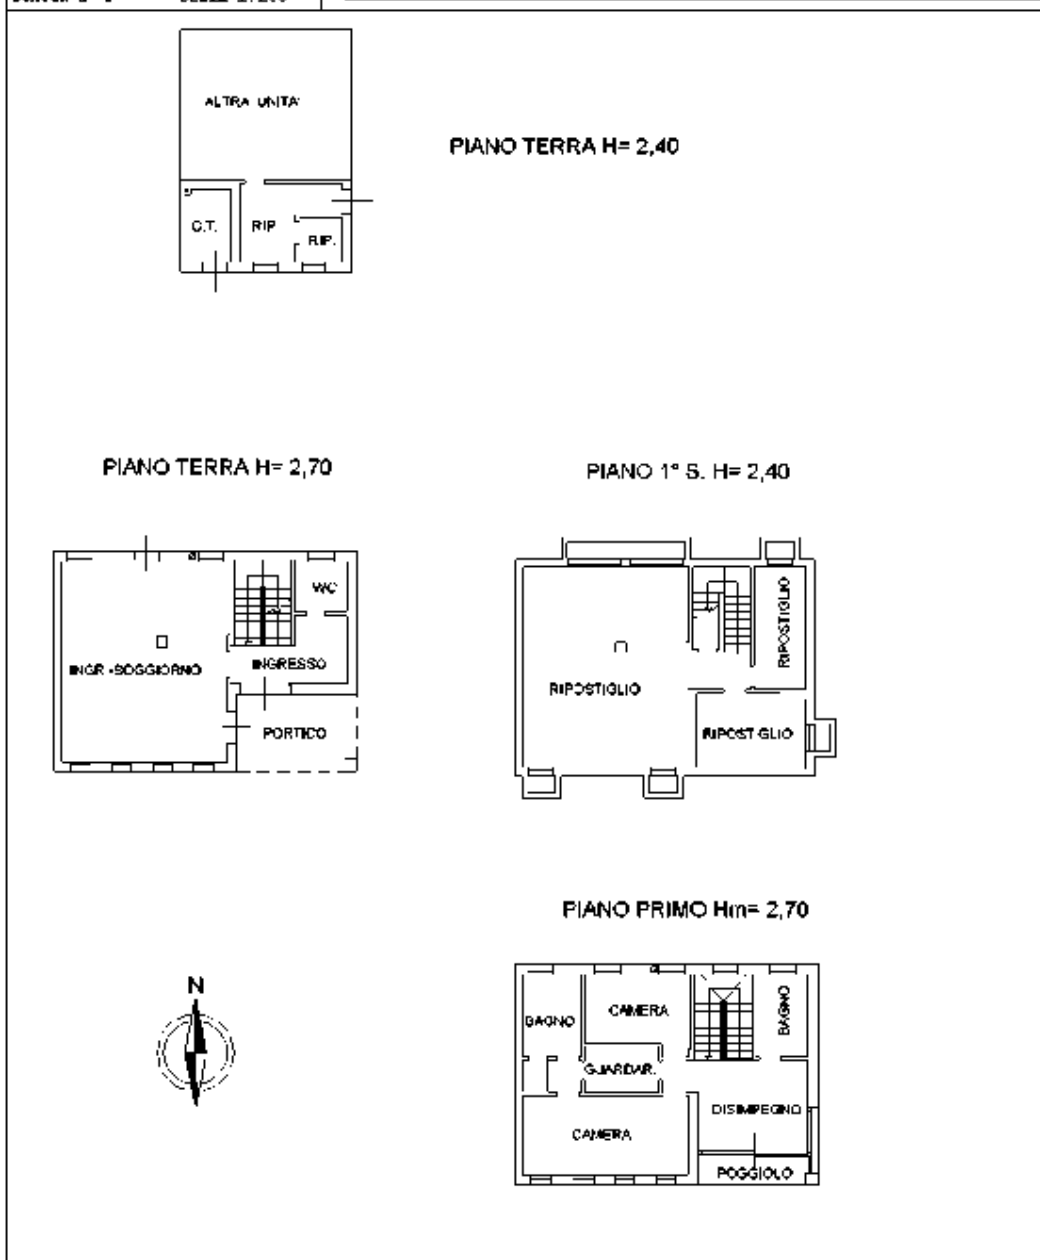 ALTRA UNITA'
PIANO TERRA H= 2,40
C.T.
RIP
RIP.
PIANO TERRA H= 2,70
PIANO 1° S. H= 2,40
WC
INGR.-SOGGIORNO
INGRESSO
PORTICO
RIPOSTIGLIO
RIPOSTIGLIO
RIPOSTIGLIO
PIANO PRIMO Hm= 2,70
N
BAGNO
CAMERA
BAGNO
GUARDAR.
DISIMPEGNO
CAMERA
POGGIOLO